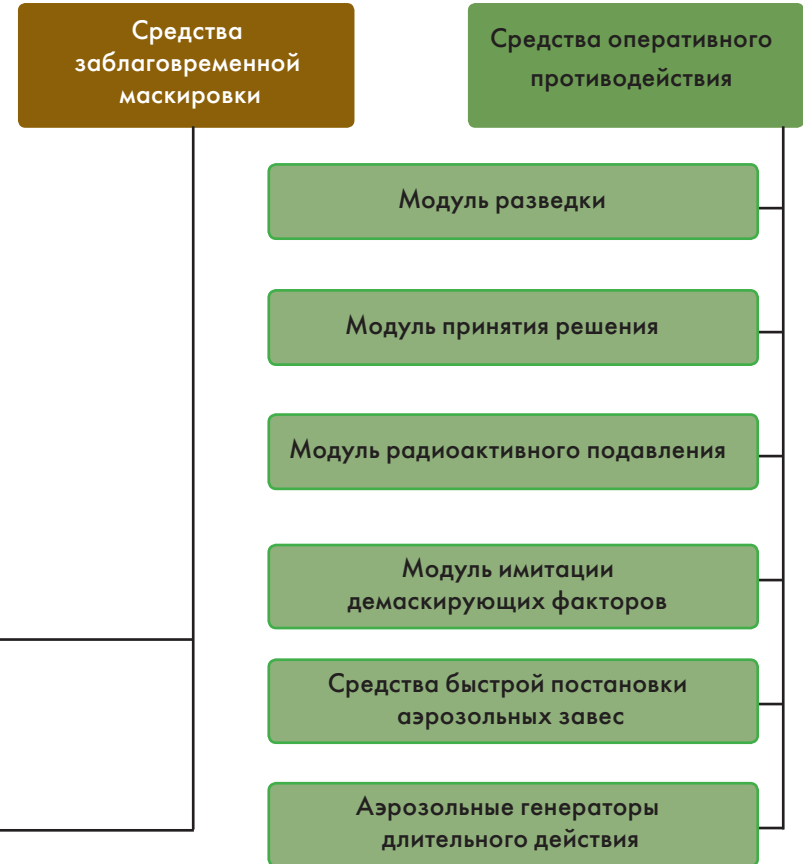 Средства
заблаговременной
маскировки
Средства оперативного
противодействия
Модуль разведки
Модуль принятия решения
Модуль радиоактивного подавления
Модуль имитации
демаскирующих факторов
Средства быстрой постановки
аэрозольных завес
Аэрозольные генераторы
длительного действия